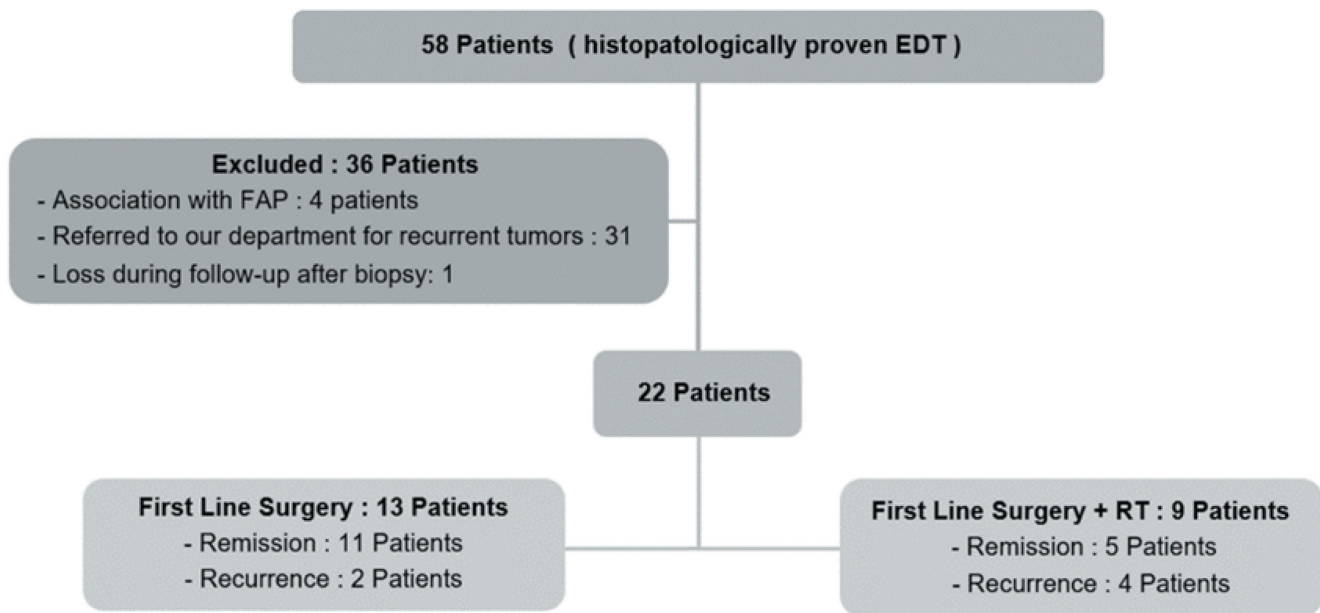 58 Patients ( histopatologically proven EDT )
Excluded : 36 Patients
- Association with FAP : 4 patients
- Referred to our department for recurrent tumors : 31
- Loss during follow-up after biopsy: 1
22 Patients
First Line Surgery : 13 Patients
- Remission : 11 Patients
- Recurrence : 2 Patients
First Line Surgery + RT : 9 Patients
- Remission : 5 Patients
- Recurrence : 4 Patients